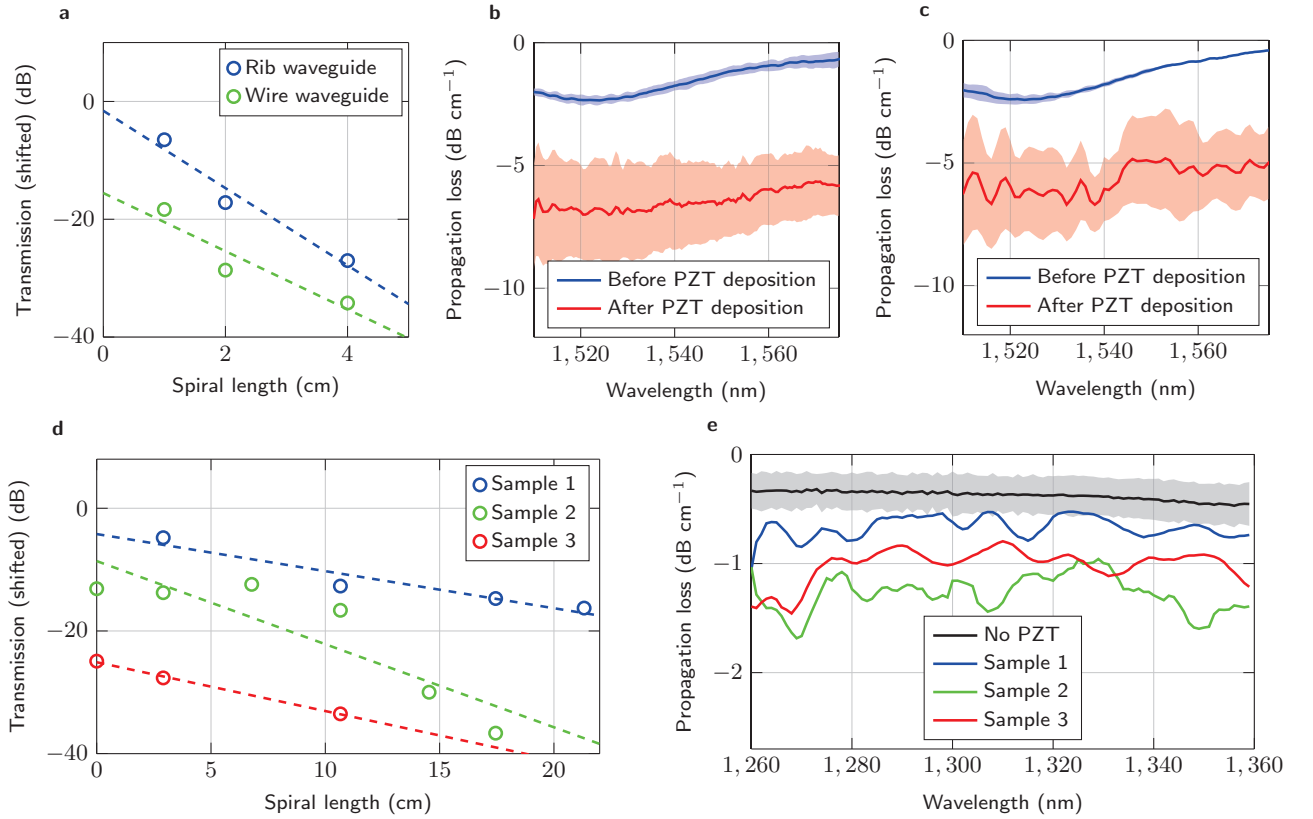 a
Transmission (shifted) (dB)
0
−20
−40
0
2
4
Spiral length (cm)
Rib waveguide
Wire waveguide
b
Propagation loss (dB cm−1)
0
−5
−10
1,520
1,540
1,560
Wavelength (nm)
Before PZT deposition
After PZT deposition
c
Propagation loss (dB cm−1)
0
−5
−10
1,520
1,540
1,560
Wavelength (nm)
Before PZT deposition
After PZT deposition
d
Transmission (shifted) (dB)
0
−20
−40
0
5
10
15
20
Spiral length (cm)
Sample 1
Sample 2
Sample 3
e
Propagation loss (dB cm−1)
0
−1
−2
1,260
1,280
1,300
1,320
1,340
1,360
Wavelength (nm)
No PZT
Sample 1
Sample 2
Sample 3